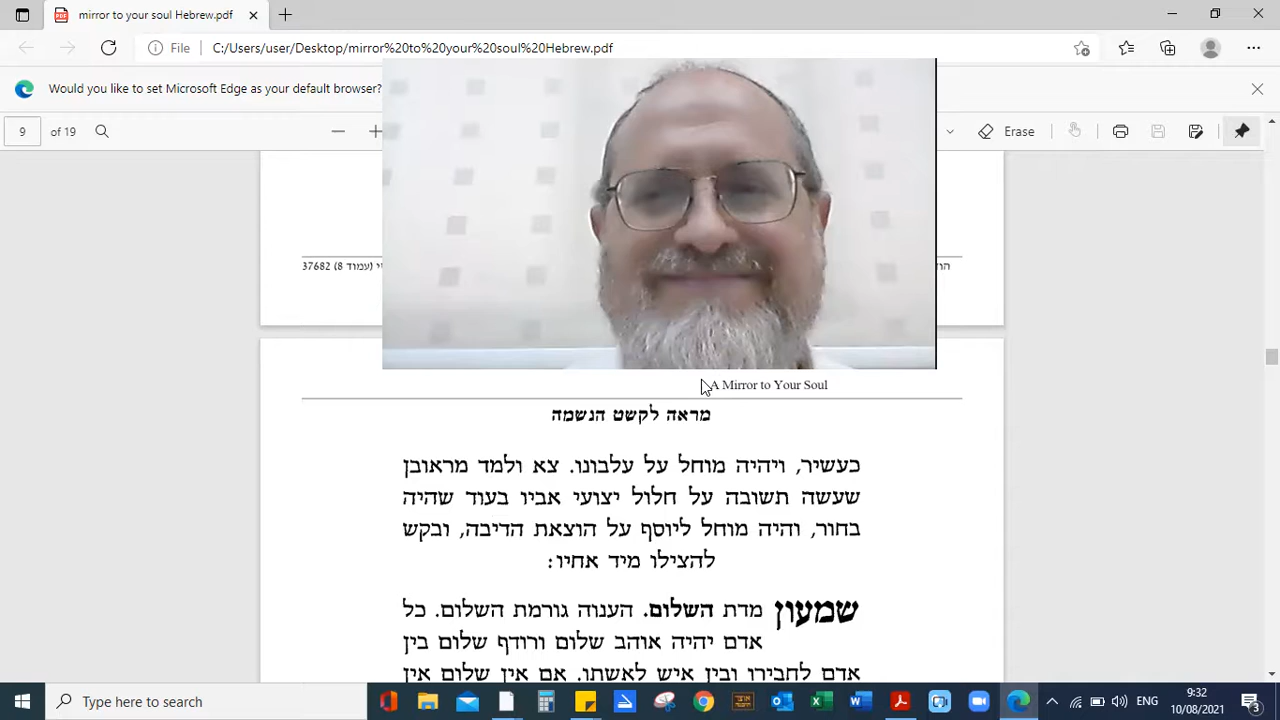 mirror to your soul Hebrew.pdf
File C:/Users/user/Desktop/mirror%20to%20your%20soul%20Hebrew.pdf
Would you like to set Microsoft Edge as your default browser?
9 of 19
Erase
37682 (עמוד 8)
A Mirror to Your Soul
מראה לקשט הנשמה
כעשיר, ויהיה מוחל על עלבונו. צא ולמד מראובן
שעשה תשובה על חלול יצועי אביו בעוד שהיה
בחור, והיה מוחל ליוסף על הוצאת הדיבה, ובקש
להצילו מיד אחיו:
שמעון מדת השלום. הענוה גורמת השלום. כל
אדם יהיה אוהב שלום ורודף שלום בין
אדם לחבירו ובין איש לאשתו. אם אין שלום אין
Type here to search
ENG
9:32
10/08/2021
3